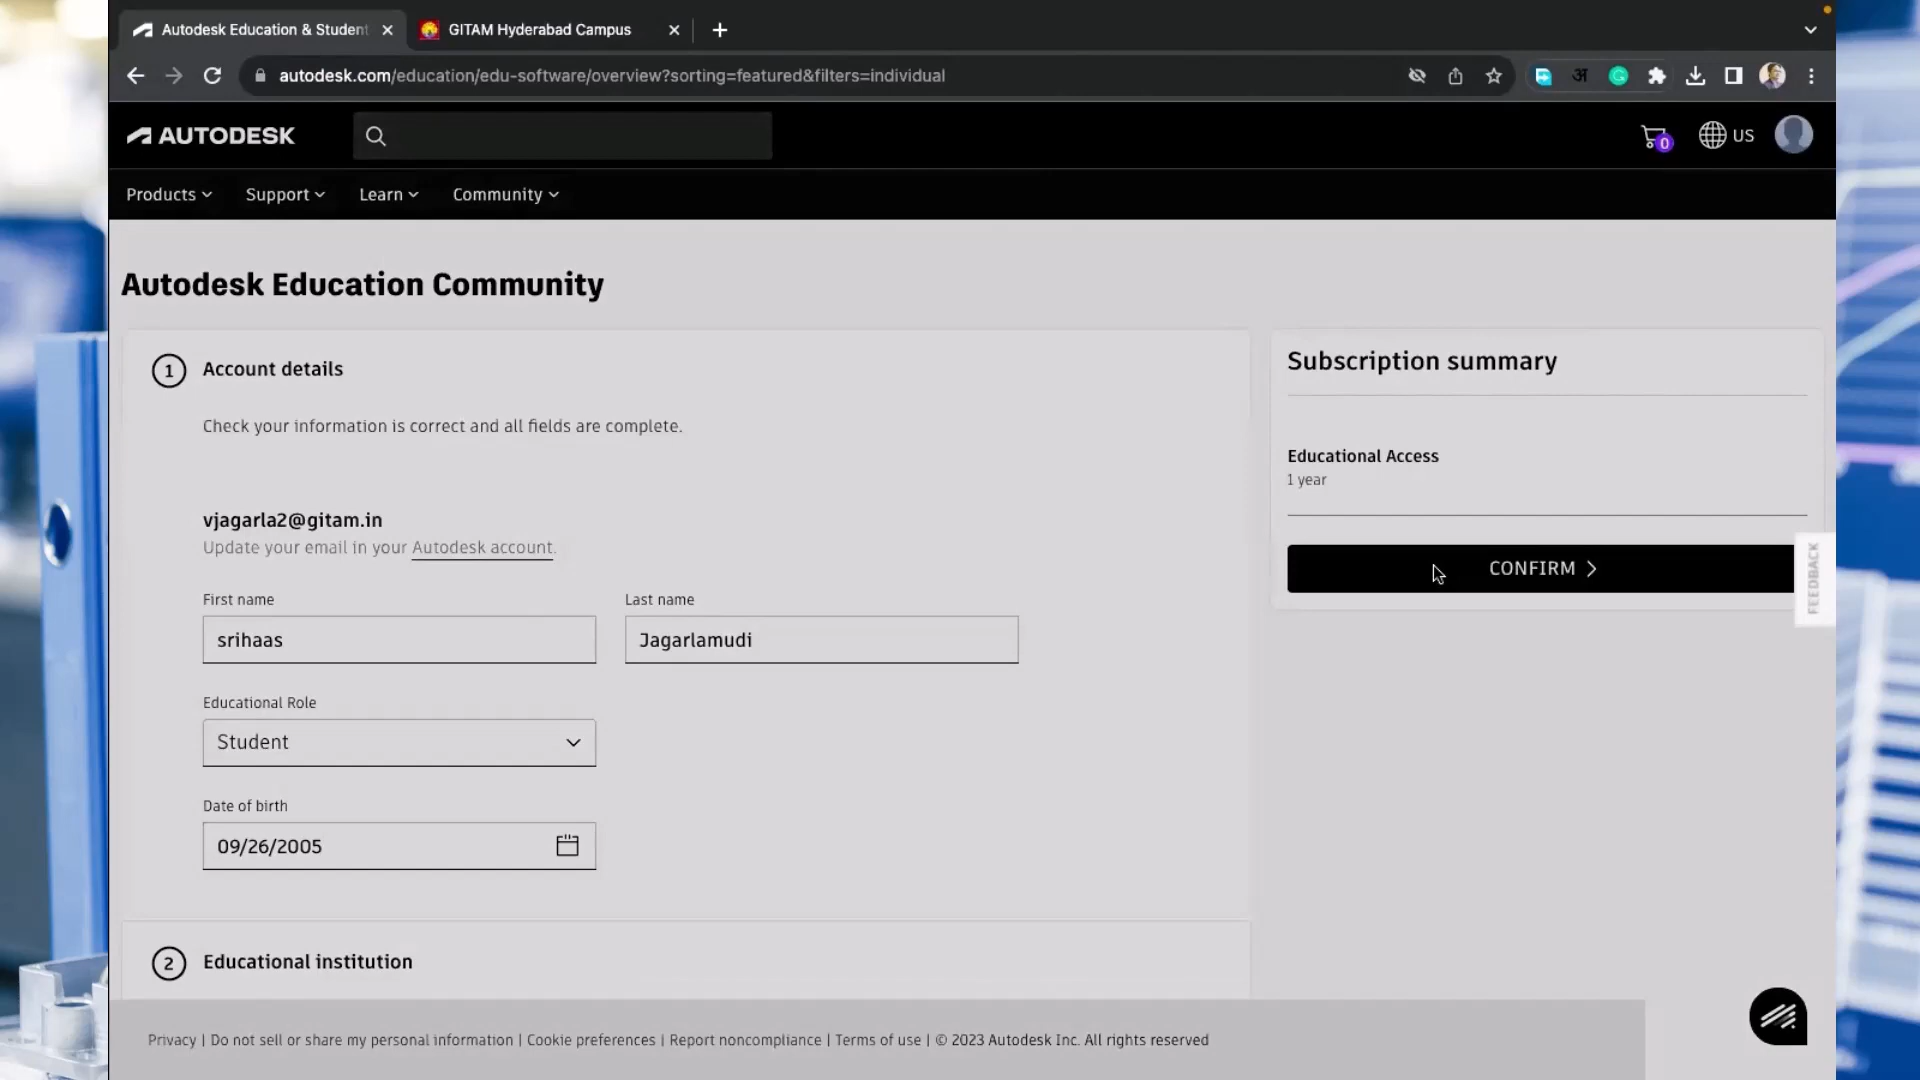 Autodesk Education & Student
GITAM Hyderabad Campus
autodesk.com/education/edu-software/overview?sorting=featured&filters=individual
अ
AUTODESK
0
US
Products
Support
Learn
Community
Autodesk Education Community
1 Account details
Check your information is correct and all fields are complete.
vjagarla2@gitam.in
Update your email in your Autodesk account.
First name
Last name
srihaas
Jagarlamudi
Educational Role
Student
Date of birth
09/26/2005
2 Educational institution
Subscription summary
Educational Access
1 year
CONFIRM
FEEDBACK
Privacy | Do not sell or share my personal information | Cookie preferences | Report noncompliance | Terms of use | © 2023 Autodesk Inc. All rights reserved